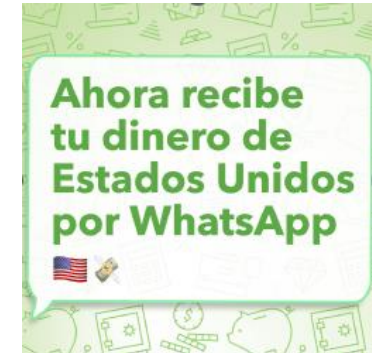 Ahora recibe
tu dinero de
Estados Unidos
por WhatsApp
🇺🇸💸